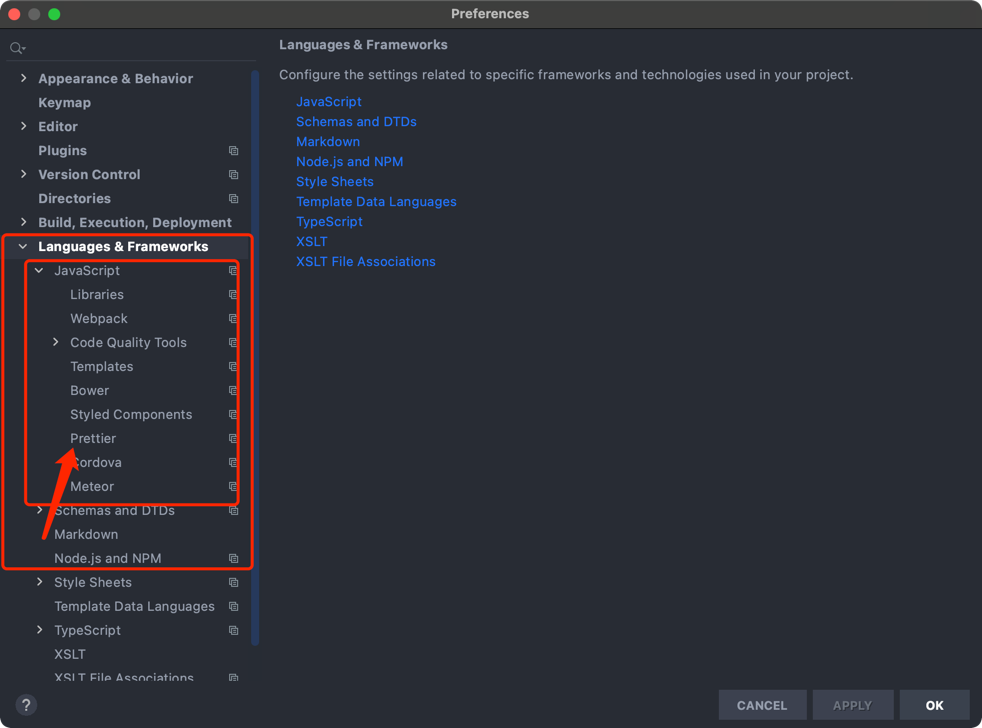 Preferences
Appearance & Behavior
Keymap
Editor
Plugins
Version Control
Directories
Build, Execution, Deployment
Languages & Frameworks
JavaScript
Libraries
Webpack
Code Quality Tools
Templates
Bower
Styled Components
Prettier
Cordova
Meteor
Schemas and DTDs
Markdown
Node.js and NPM
Style Sheets
Template Data Languages
TypeScript
XSLT
XSLT File Associations
?
Languages & Frameworks
Configure the settings related to specific frameworks and technologies used in your project.
JavaScript
Schemas and DTDs
Markdown
Node.js and NPM
Style Sheets
Template Data Languages
TypeScript
XSLT
XSLT File Associations
CANCEL
APPLY
OK